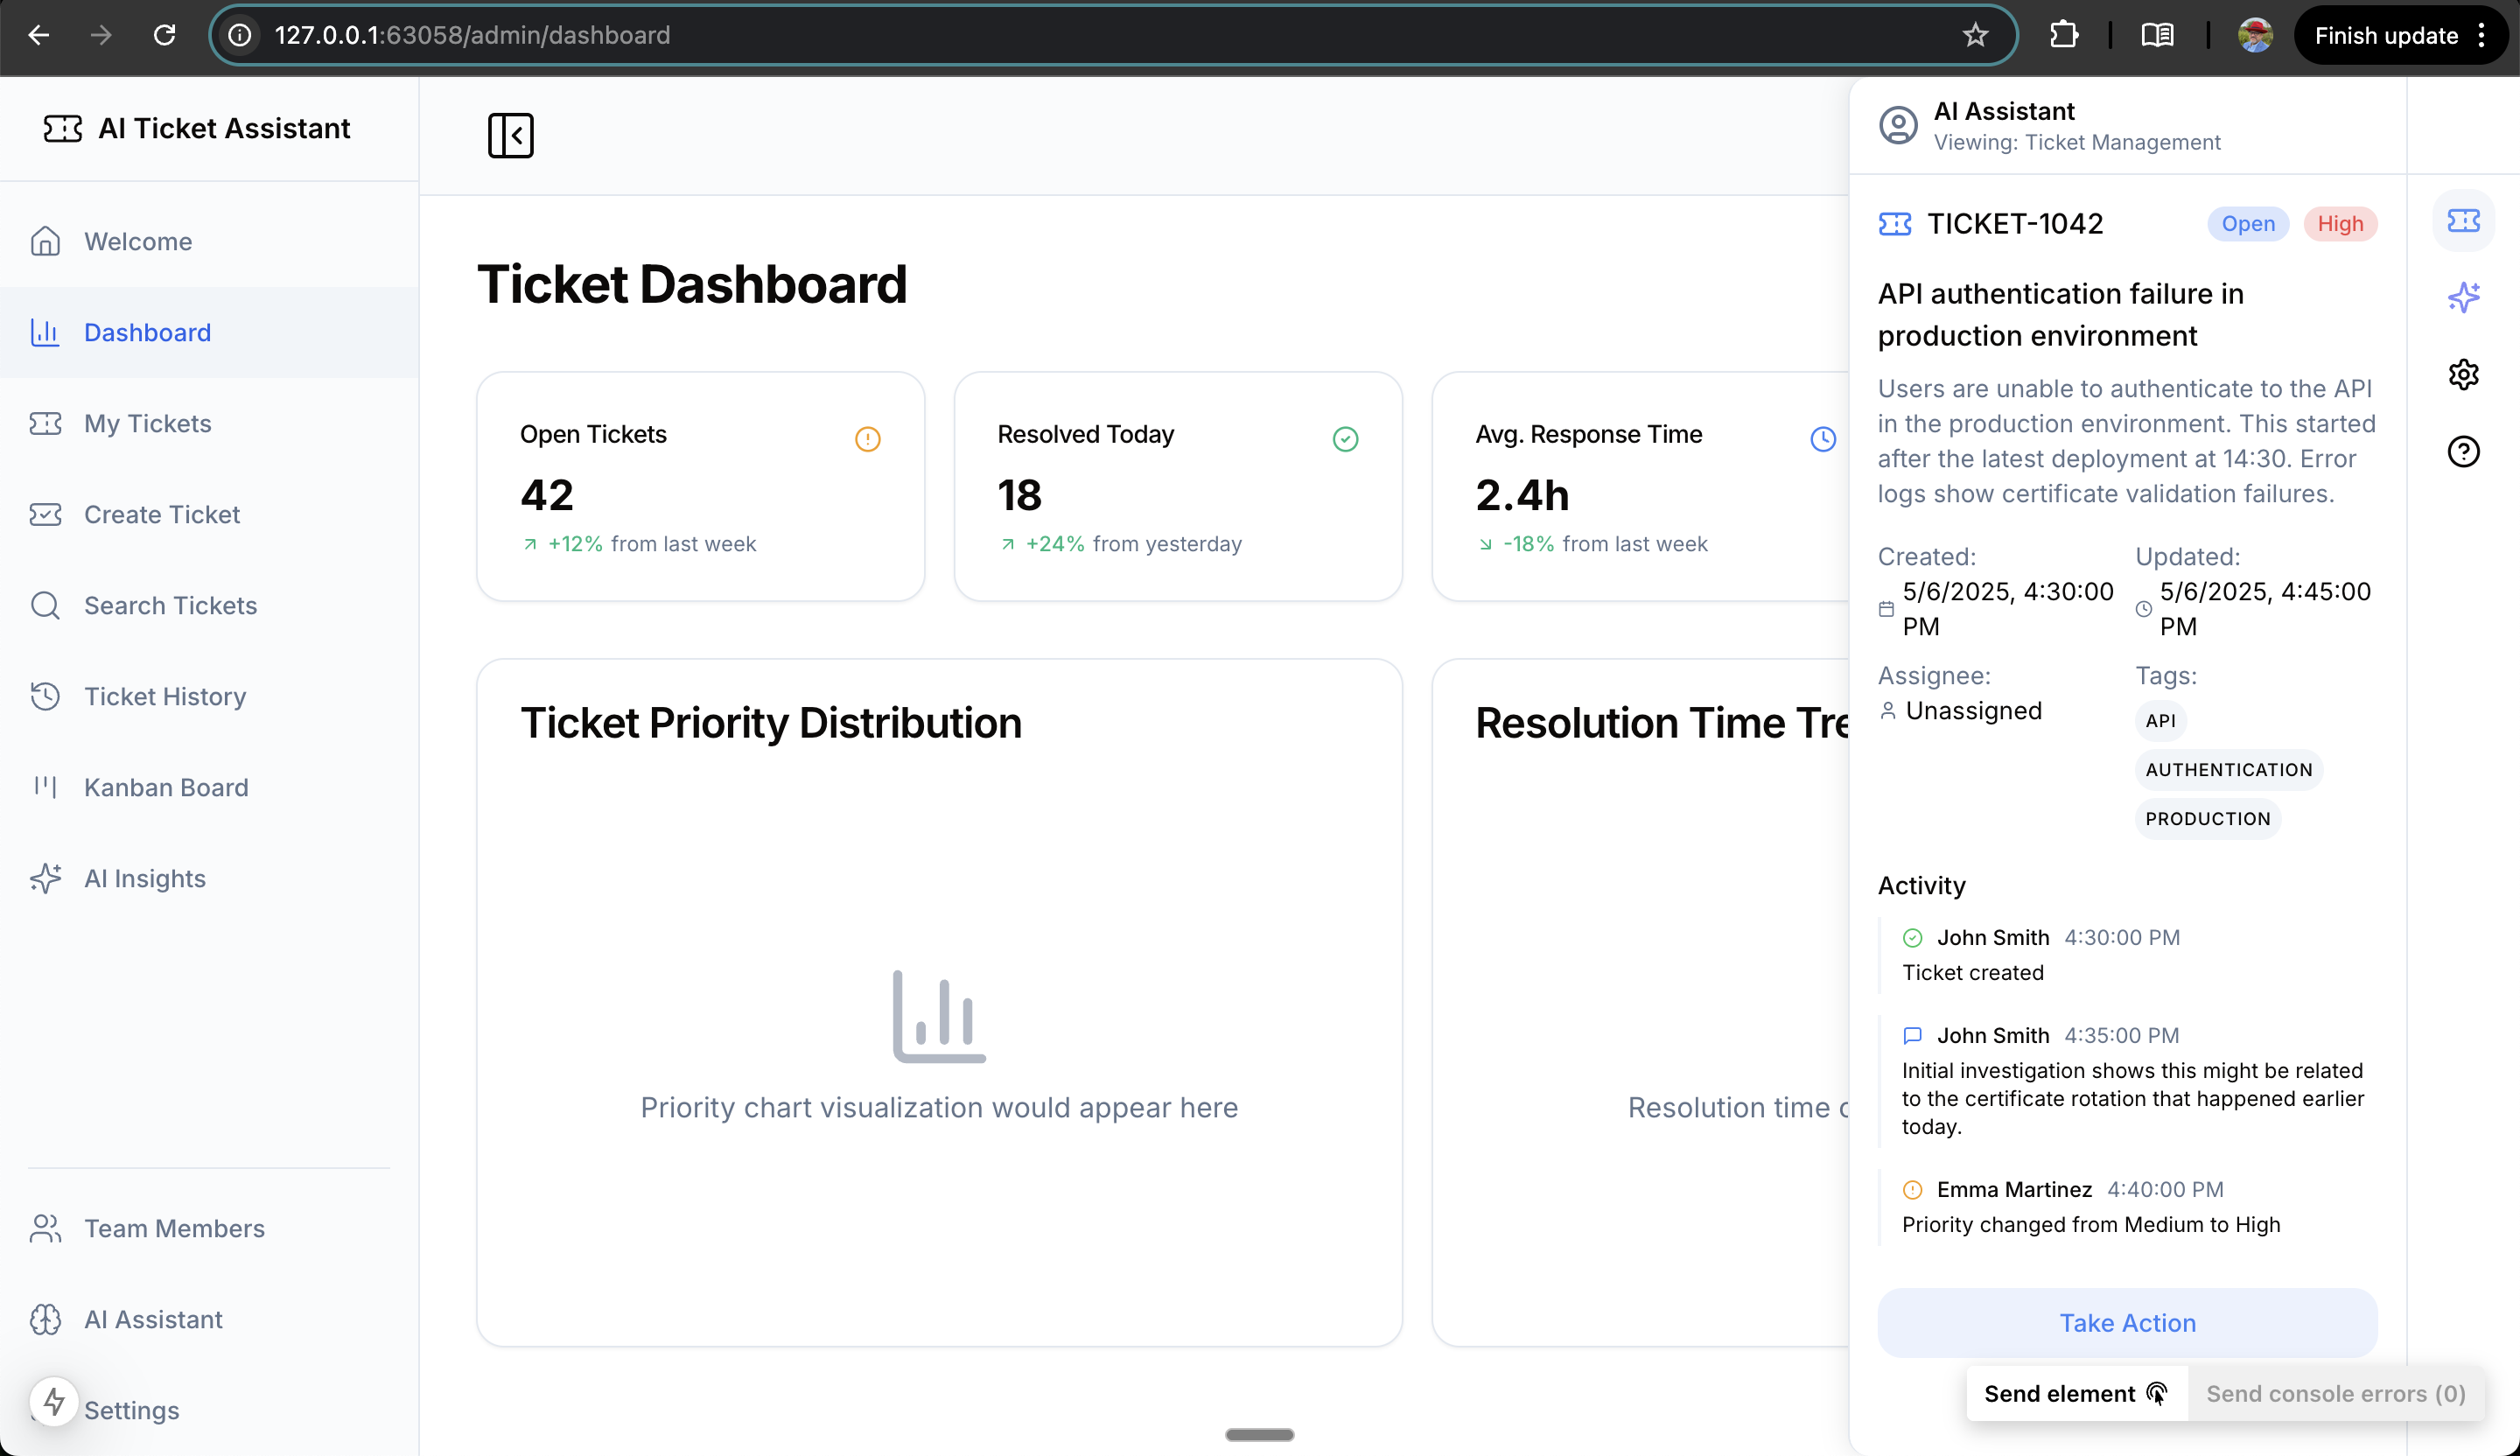 127.0.0.1:63058/admin/dashboard
Finish update
AI Ticket Assistant
Welcome
Dashboard
My Tickets
Create Ticket
Search Tickets
Ticket History
Kanban Board
AI Insights
Team Members
AI Assistant
Settings
Ticket Dashboard
Open Tickets
42
+12% from last week
Resolved Today
18
+24% from yesterday
Avg. Response Time
2.4h
-18% from last week
Ticket Priority Distribution
Priority chart visualization would appear here
Resolution Time Tre
Resolution time c
AI Assistant
Viewing: Ticket Management
TICKET-1042
Open
High
API authentication failure in
production environment
Users are unable to authenticate to the API
in the production environment. This started
after the latest deployment at 14:30. Error
logs show certificate validation failures.
Created:
5/6/2025, 4:30:00
PM
Updated:
5/6/2025, 4:45:00
PM
Assignee:
Unassigned
Tags:
API
AUTHENTICATION
PRODUCTION
Activity
John Smith 4:30:00 PM
Ticket created
John Smith 4:35:00 PM
Initial investigation shows this might be related
to the certificate rotation that happened earlier
today.
Emma Martinez 4:40:00 PM
Priority changed from Medium to High
Take Action
Send element
Send console errors (0)